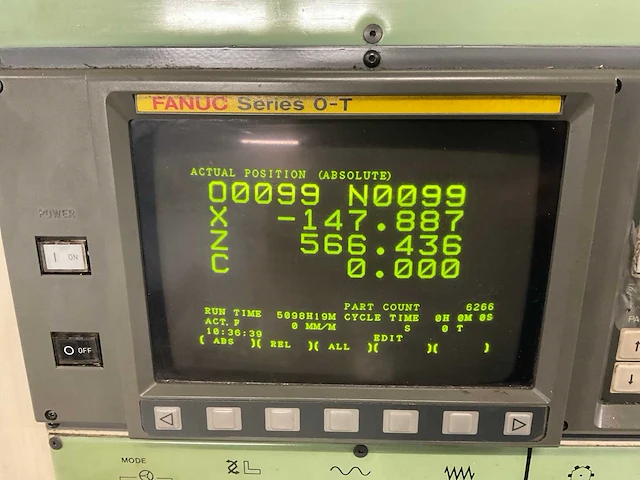 FANUC Series 0-T
ACTUAL POSITION (ABSOLUTE)
O0099 N0099
X -147.887
Z 566.436
C 0.000
PART COUNT 6266
RUN TIME 5098H19M CYCLE TIME 0H 0M 0S
ACT.F 0 MM/M S 0 T
10:36:39 EDIT
( ABS )( REL )( ALL )( )( )
POWER
ON
OFF
MODE